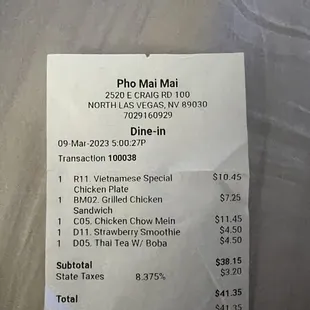 Pho Mai Mai
2520 E CRAIG RD 100
NORTH LAS VEGAS, NV 89030
7029160929
Dine-in
09-Mar-2023 5:00:27P
Transaction 100038
1 R11. Vietnamese Special $10.45
Chicken Plate
1 BM02. Grilled Chicken $7.25
Sandwich
1 C05. Chicken Chow Mein $11.45
1 D11. Strawberry Smoothie $4.50
1 D05. Thai Tea W/ Boba $4.50
Subtotal $38.15
State Taxes 8.375% $3.20
Total $41.35
$41.35